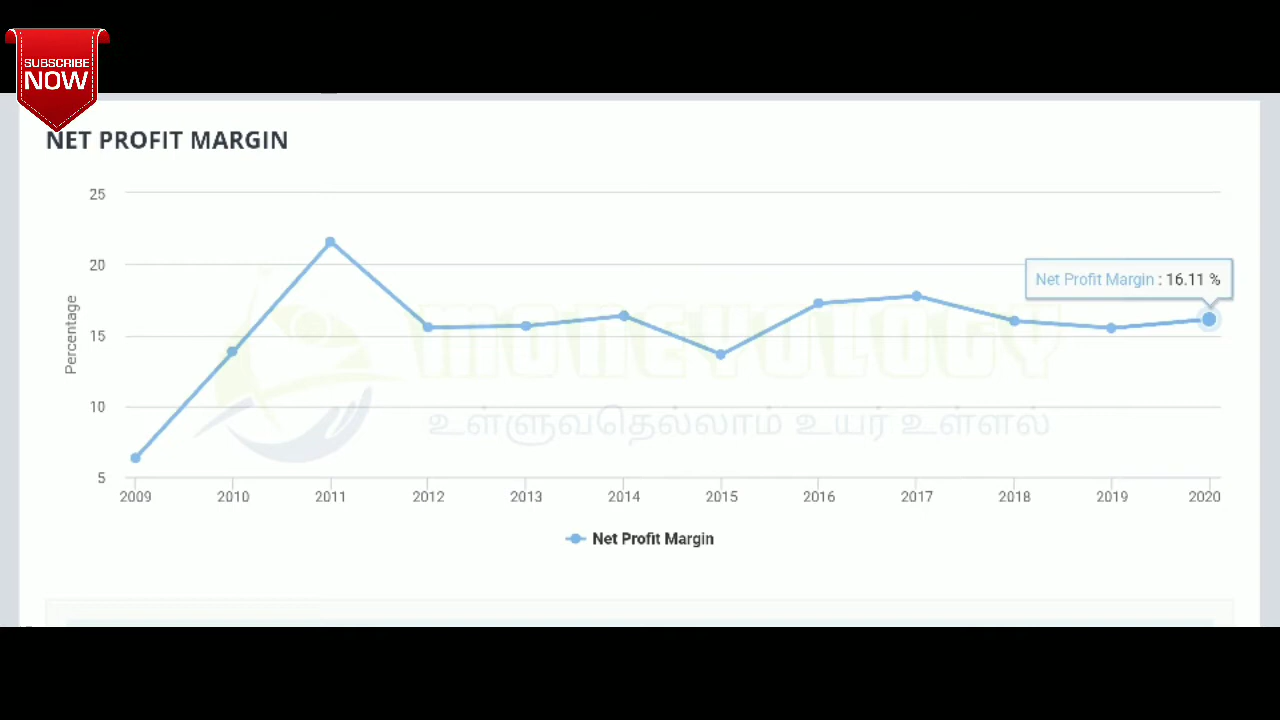 SUBSCRIBE
NOW
NET PROFIT MARGIN
25
20
15
10
5
Percentage
Net Profit Margin : 16.11 %
MONEYOLOGY
உள்ளுவதெல்லாம் உயர் உள்ளல்
2009 2010 2011 2012 2013 2014 2015 2016 2017 2018 2019 2020
Net Profit Margin